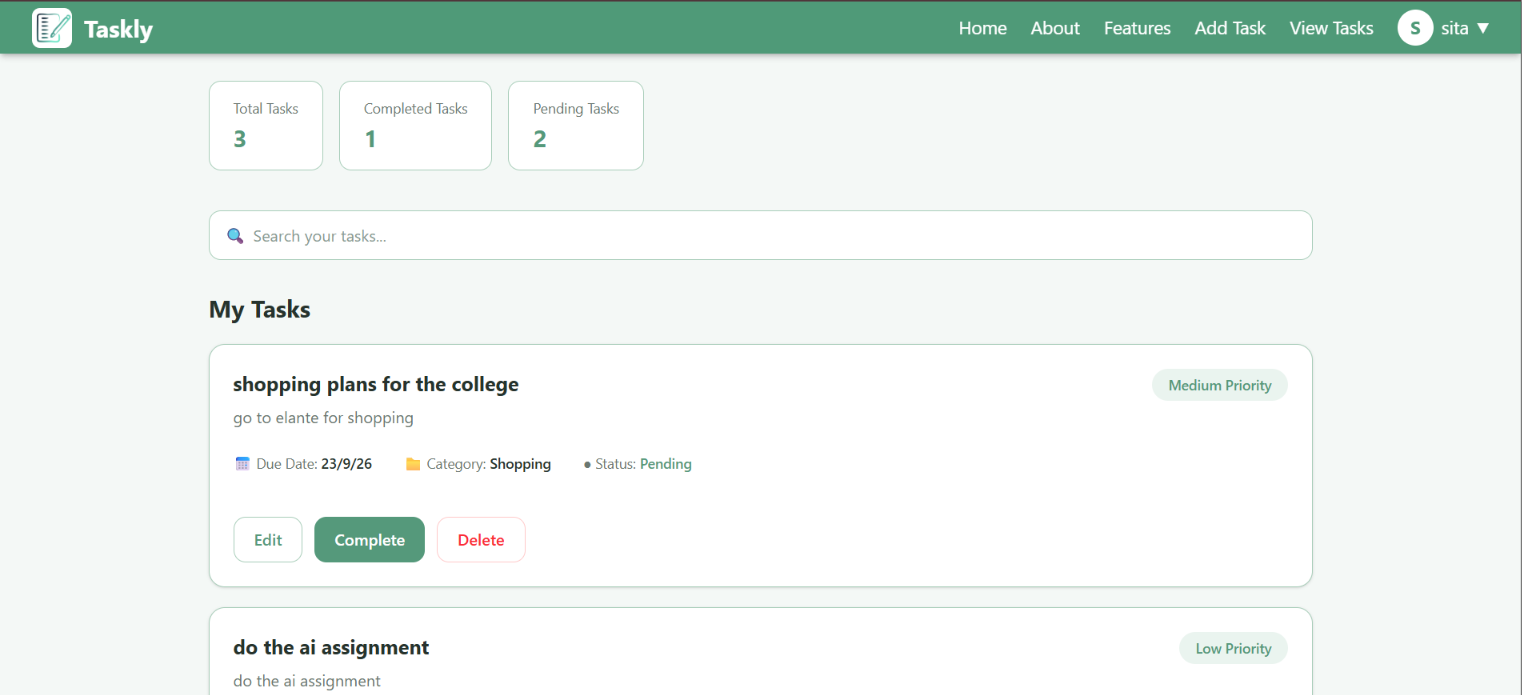 Taskly
Home About Features Add Task View Tasks S sita ▼
Total Tasks Completed Tasks Pending Tasks
3 1 2
Search your tasks...
My Tasks
shopping plans for the college Medium Priority
go to elante for shopping
Due Date: 23/9/26 Category: Shopping ● Status: Pending
Edit Complete Delete
do the ai assignment Low Priority
do the ai assignment